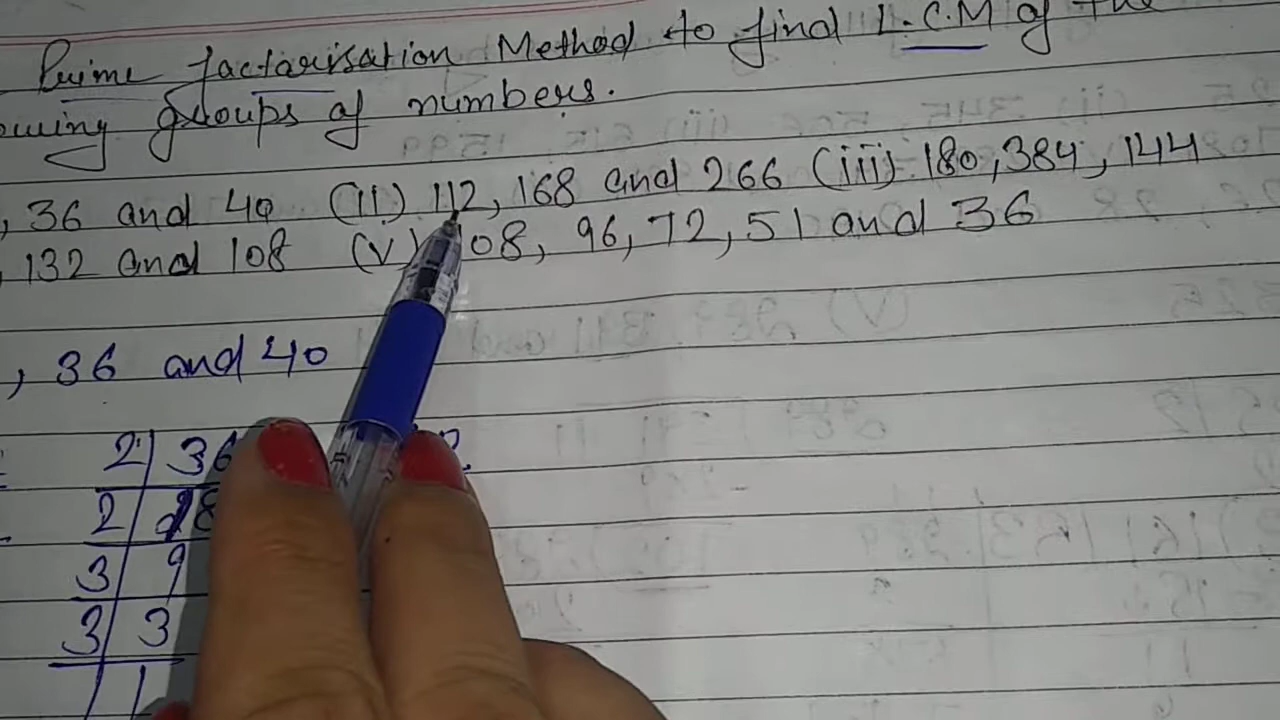 Prime factorisation Method to find L.C.M of the
owing groups of numbers.
, 36 and 40 (II) 112, 168 and 266 (iii) 180, 384, 144
, 132 and 108 (V) 108, 96, 72, 51 and 36
, 36 and 40
2 36
2 18
3 9
3 3
1